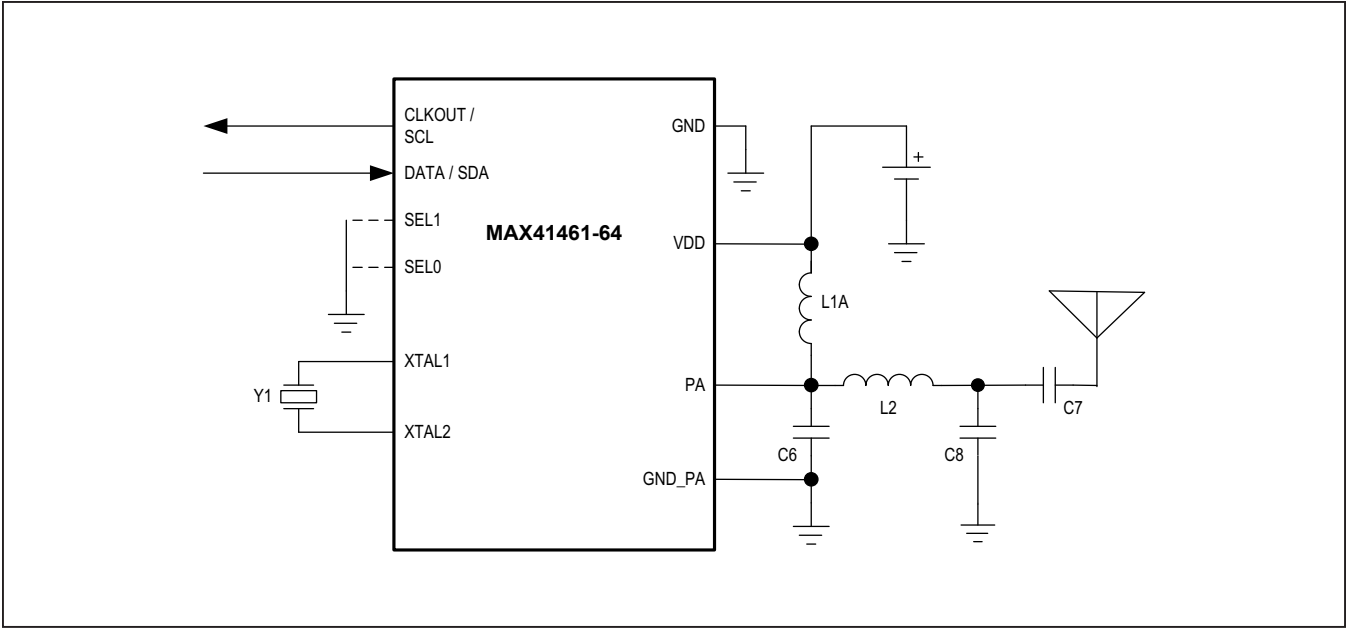 CLKOUT /
SCL
GND
DATA / SDA
+
SEL1
MAX41461-64
VDD
SEL0
L1A
XTAL1
PA
Y1
L2
C7
XTAL2
C6
C8
GND_PA